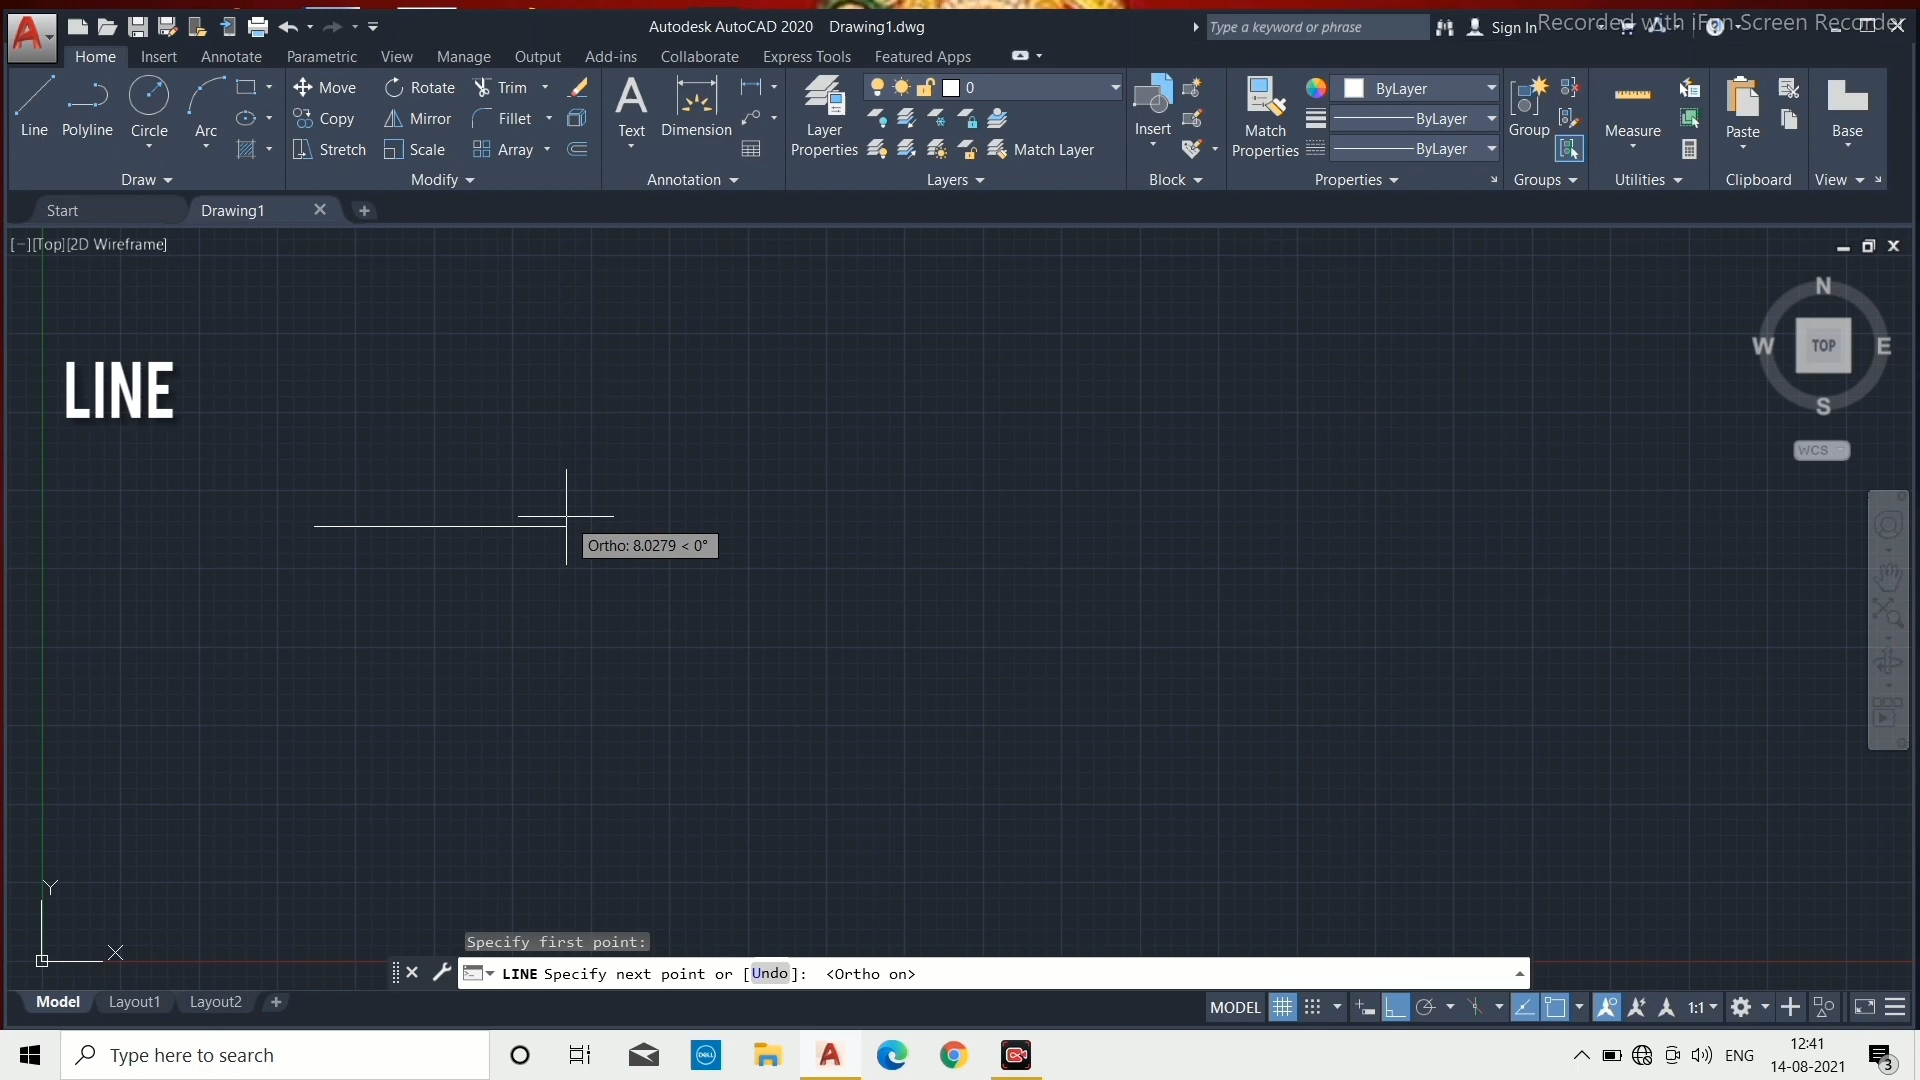 Autodesk AutoCAD 2020 Drawing1.dwg
Type a keyword or phrase
Sign In
Recorded with iFun Screen Recorder
Home Insert Annotate Parametric View Manage Output Add-ins Collaborate Express Tools Featured Apps
Line Polyline Circle Arc
Move Rotate Trim
Copy Mirror Fillet
Stretch Scale Array
Text Dimension
Layer Properties
0
Match Layer
Insert
Match Properties
ByLayer
ByLayer
ByLayer
Group
Measure
Paste
Base
Draw Modify Annotation Layers Block Properties Groups Utilities Clipboard View
Start Drawing1
[−][Top][2D Wireframe]
N
W TOP E
S
WCS
LINE
Ortho: 8.0279 < 0°
Y
X
Specify first point:
LINE Specify next point or [Undo]: <Ortho on>
Model Layout1 Layout2
MODEL 1:1
Type here to search
DELL
ENG
12:41
14-08-2021
3